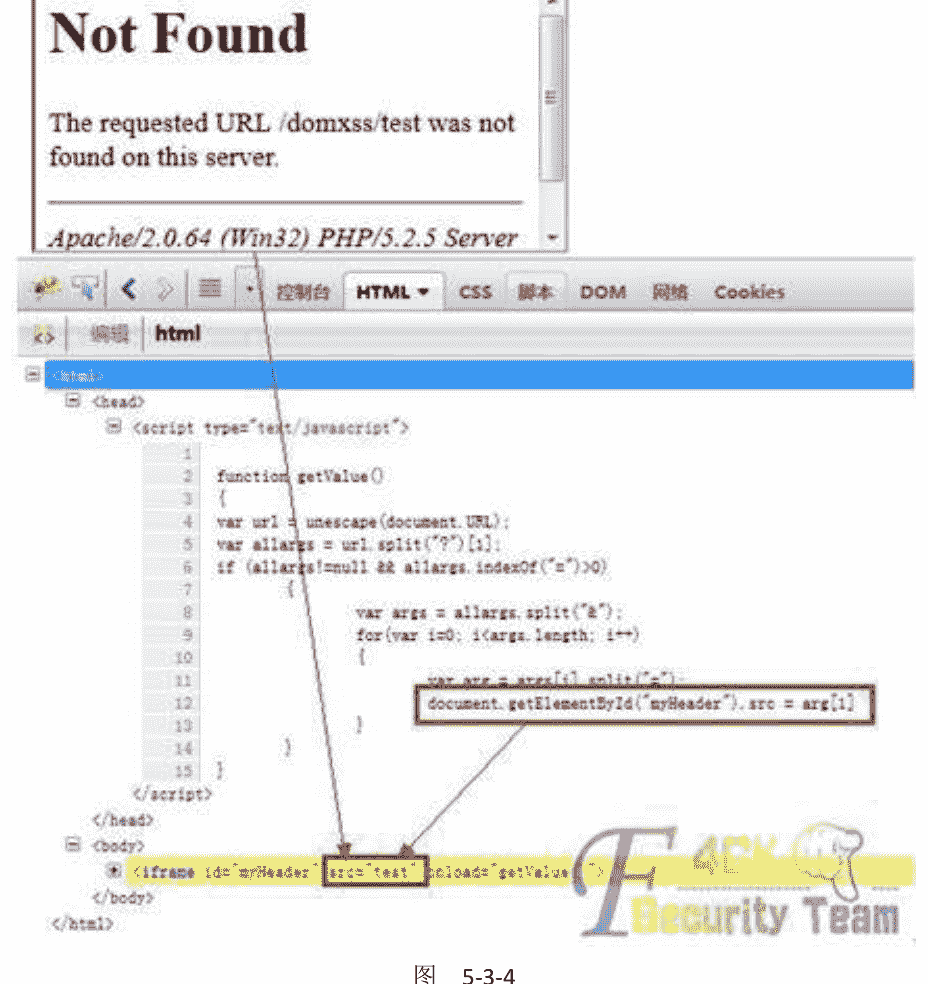 Not Found
The requested URL /domxss/test was not
found on this server.
Apache/2.0.64 (Win32) PHP/5.2.5 Server
控制台 HTML CSS 脚本 DOM 网络 Cookies
编辑 html
<html>
<head>
<script type="text/javascript">
1
2 function getValue()
3 {
4 var url = unescape(document.URL);
5 var allargs = url.split("?")[1];
6 if (allargs!=null && allargs.indexOf("=")>0)
7 {
8 var args = allargs.split("&");
9 for(var i=0; i<args.length; i++)
10 {
11 var arg = args[i].split("=");
12 document.getElementById("myHeader").src = arg[1]
13 }
14 }
15 }
</script>
</head>
<body>
<iframe id="myHeader" src="test" onload="getValue
</body>
</html>
Security Team
图 5-3-4